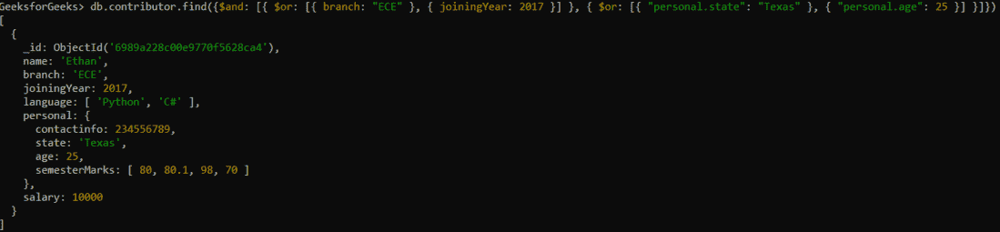 GeeksforGeeks> db.contributor.find({$and: [{ $or: [{ branch: "ECE" }, { joiningYear: 2017 }] }, { $or: [{ "personal.state": "Texas" }, { "personal.age": 25 }] }]})
[
  {
    _id: ObjectId('6989a228c00e9770f5628ca4'),
    name: 'Ethan',
    branch: 'ECE',
    joiningYear: 2017,
    language: [ 'Python', 'C#' ],
    personal: {
      contactinfo: 234556789,
      state: 'Texas',
      age: 25,
      semesterMarks: [ 80, 80.1, 98, 70 ]
    },
    salary: 10000
  }
]